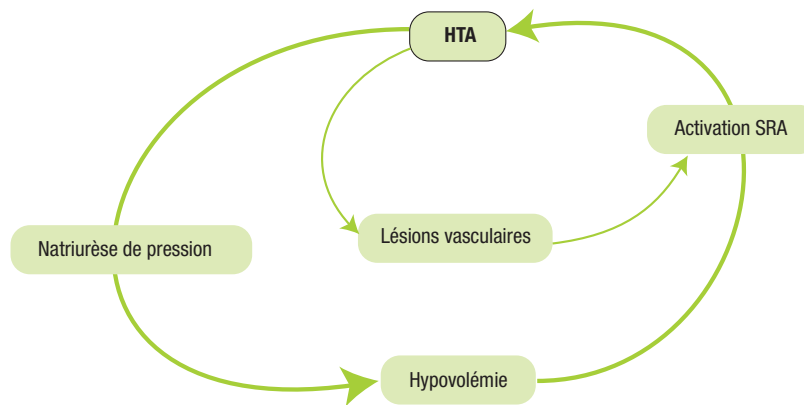 HTA
Activation SRA
Lésions vasculaires
Natriurèse de pression
Hypovolémie